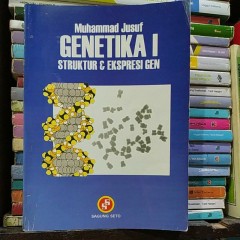 Muhammad Jusuf
GENETIKA I
STRUKTUR & EKSPRESI GEN
SAGUNG SETO